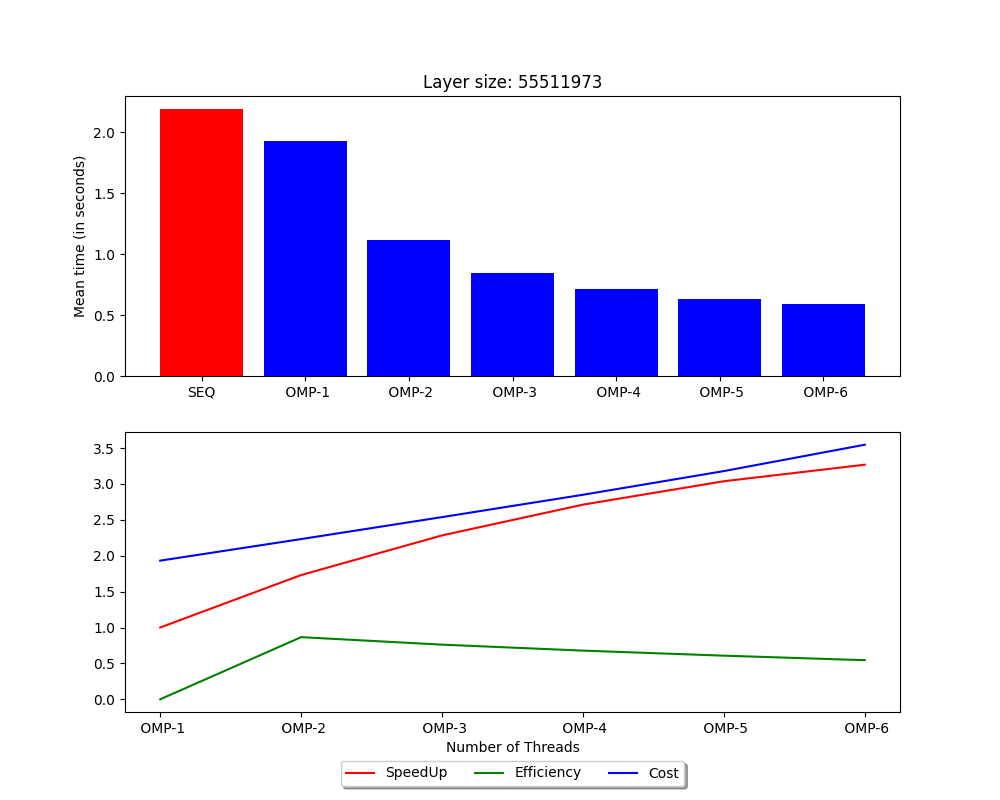 Layer size: 55511973
Mean time (in seconds)
2.0
1.5
1.0
0.5
0.0
SEQ OMP-1 OMP-2 OMP-3 OMP-4 OMP-5 OMP-6
3.5
3.0
2.5
2.0
1.5
1.0
0.5
0.0
OMP-1 OMP-2 OMP-3 OMP-4 OMP-5 OMP-6
Number of Threads
SpeedUp Efficiency Cost